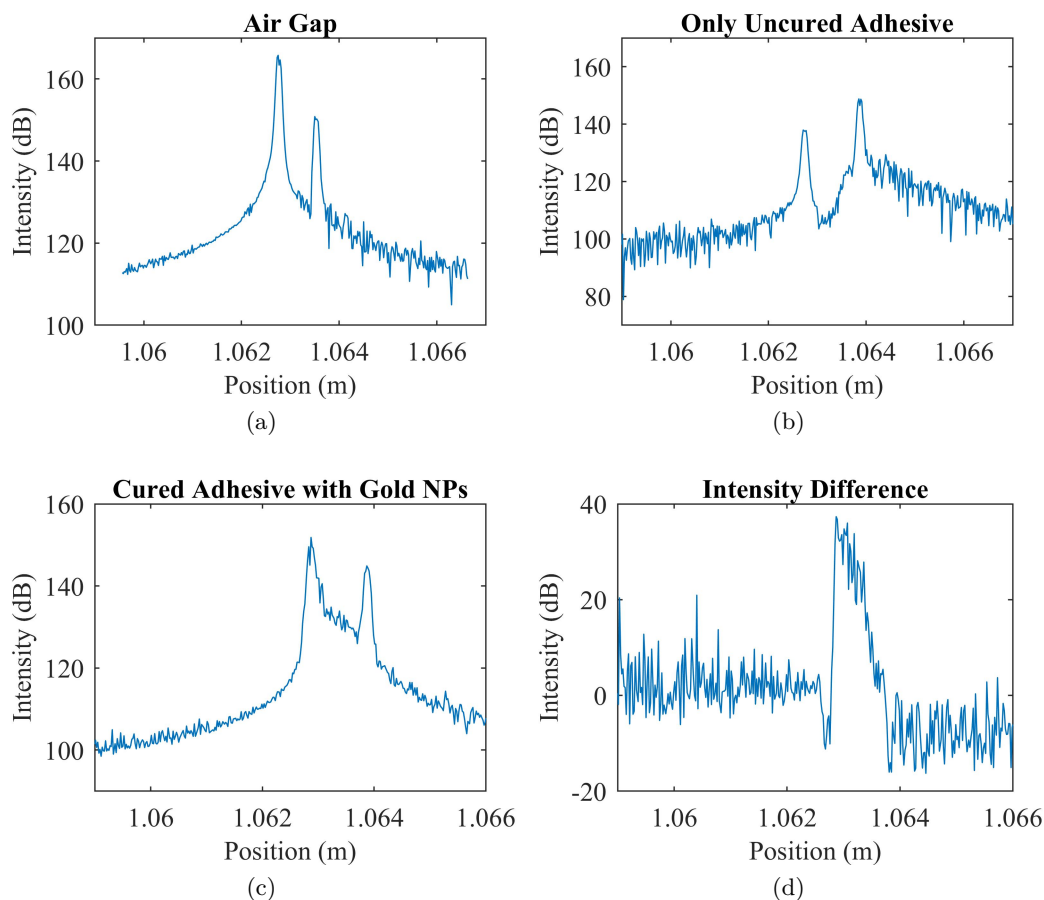 Air Gap
Intensity (dB)
160
140
120
100
1.06 1.062 1.064 1.066
Position (m)
(a)
Only Uncured Adhesive
Intensity (dB)
160
140
120
100
80
1.06 1.062 1.064 1.066
Position (m)
(b)
Cured Adhesive with Gold NPs
Intensity (dB)
160
140
120
100
1.06 1.062 1.064 1.066
Position (m)
(c)
Intensity Difference
Intensity (dB)
40
20
0
-20
1.06 1.062 1.064 1.066
Position (m)
(d)